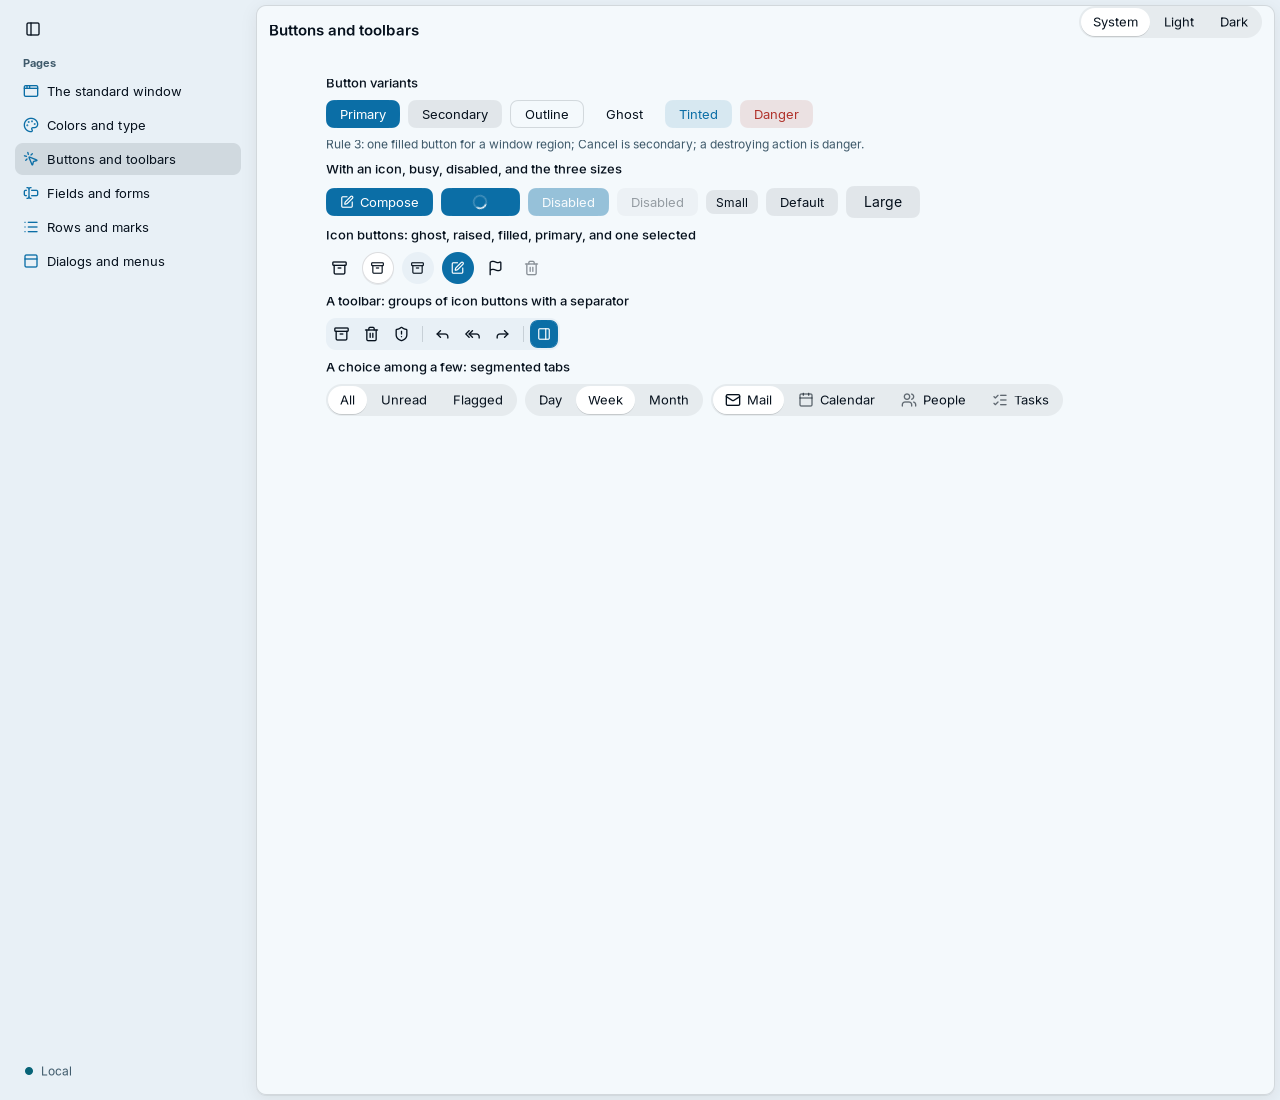 Pages
The standard window
Colors and type
Buttons and toolbars
Fields and forms
Rows and marks
Dialogs and menus
Local
Buttons and toolbars
System Light Dark
Button variants
Primary Secondary Outline Ghost Tinted Danger
Rule 3: one filled button for a window region; Cancel is secondary; a destroying action is danger.
With an icon, busy, disabled, and the three sizes
Compose Disabled Disabled Small Default Large
Icon buttons: ghost, raised, filled, primary, and one selected
A toolbar: groups of icon buttons with a separator
A choice among a few: segmented tabs
All Unread Flagged Day Week Month Mail Calendar People Tasks